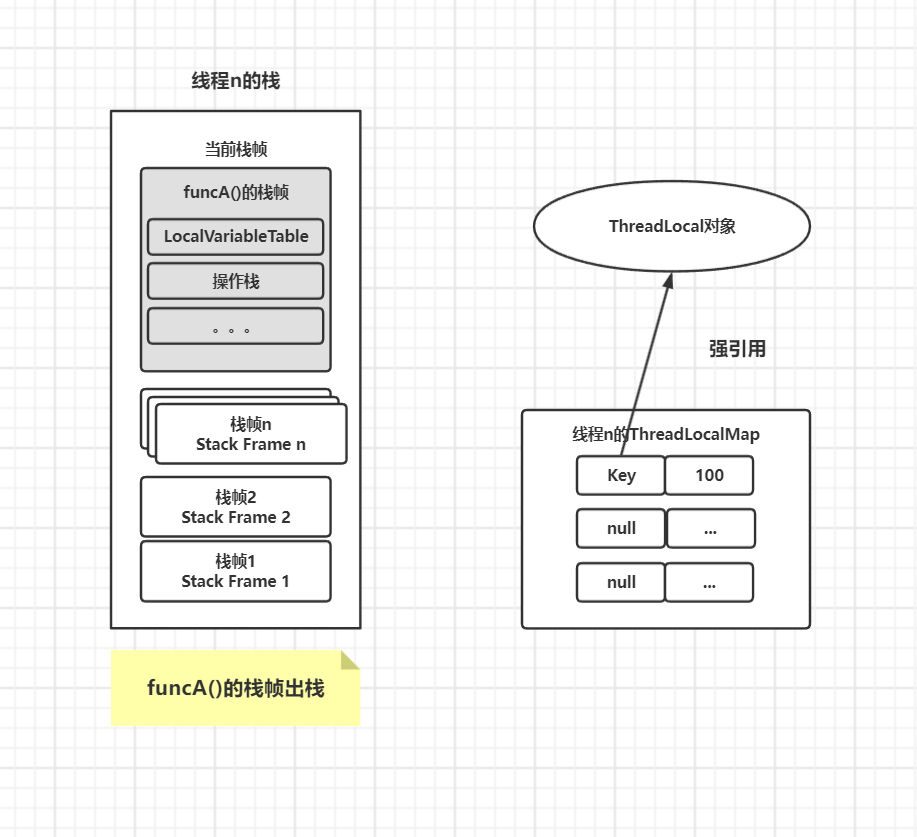 线程n的栈
当前栈帧
funcA()的栈帧
LocalVariableTable
操作栈
。。。
栈帧n
Stack Frame n
栈帧2
Stack Frame 2
栈帧1
Stack Frame 1
funcA()的栈帧出栈
ThreadLocal对象
强引用
线程n的ThreadLocalMap
Key 100
null ...
null ...